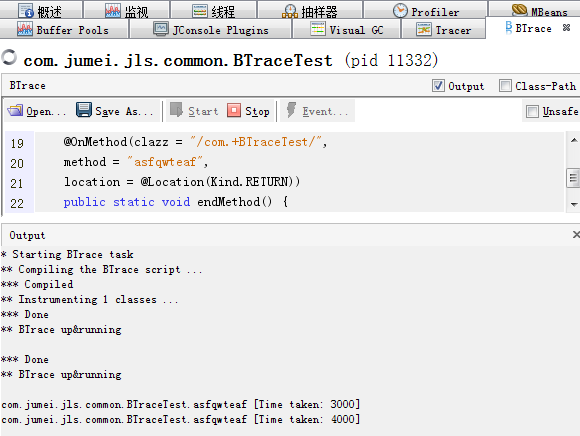 概述 监视 线程 抽样器 Profiler MBeans
Buffer Pools JConsole Plugins Visual GC Tracer BTrace
com.jumei.jls.common.BTraceTest (pid 11332)
BTrace Output Class-Path
Open... Save As... Start Stop Event... Unsafe
19 @OnMethod(clazz = "/com.+BTraceTest/",
20 method = "asfqwteaf",
21 location = @Location(Kind.RETURN))
22 public static void endMethod() {
Output
* Starting BTrace task
** Compiling the BTrace script ...
*** Compiled
** Instrumenting 1 classes ...
*** Done
** BTrace up&running
*** Done
** BTrace up&running
com.jumei.jls.common.BTraceTest.asfqwteaf [Time taken: 3000]
com.jumei.jls.common.BTraceTest.asfqwteaf [Time taken: 4000]